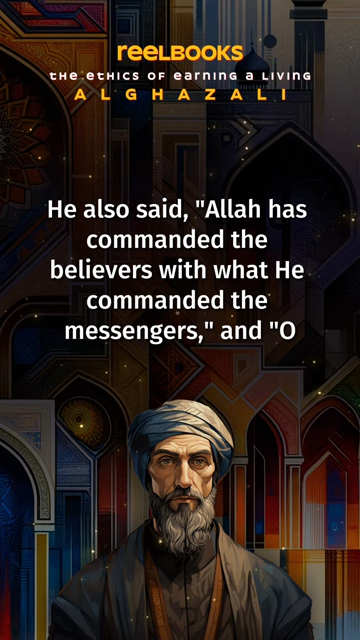 reelBOOKS
the ethics of earning a living
ALGHAZALI
He also said, "Allah has
commanded the
believers with what He
commanded the
messengers," and "O